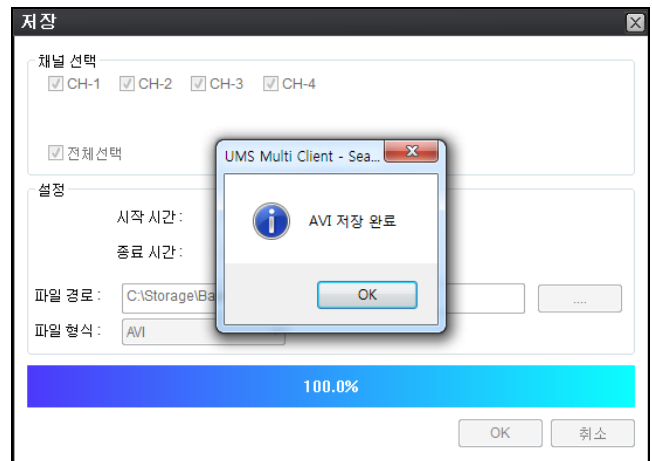 저장
채널 선택
CH-1 CH-2 CH-3 CH-4
전체선택
UMS Multi Client - Sea...
AVI 저장 완료
OK
설정
시작 시간 :
종료 시간 :
파일 경로 : C:\Storage\Ba ....
파일 형식 : AVI
100.0%
OK 취소